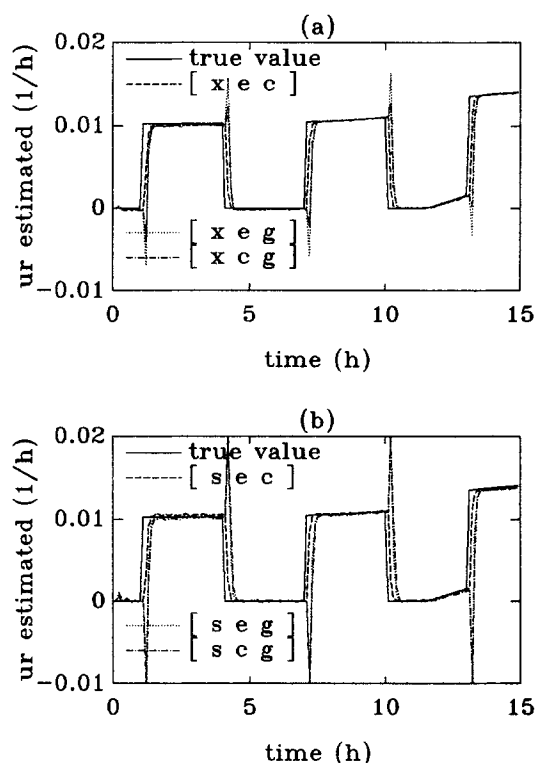 (a)
ur estimated (1/h)
0.02
0.01
0
−0.01
true value
[ x e c ]
[ x e g ]
[ x c g ]
0
5
10
15
time (h)
(b)
ur estimated (1/h)
0.02
0.01
0
−0.01
true value
[ s e c ]
[ s e g ]
[ s c g ]
0
5
10
15
time (h)